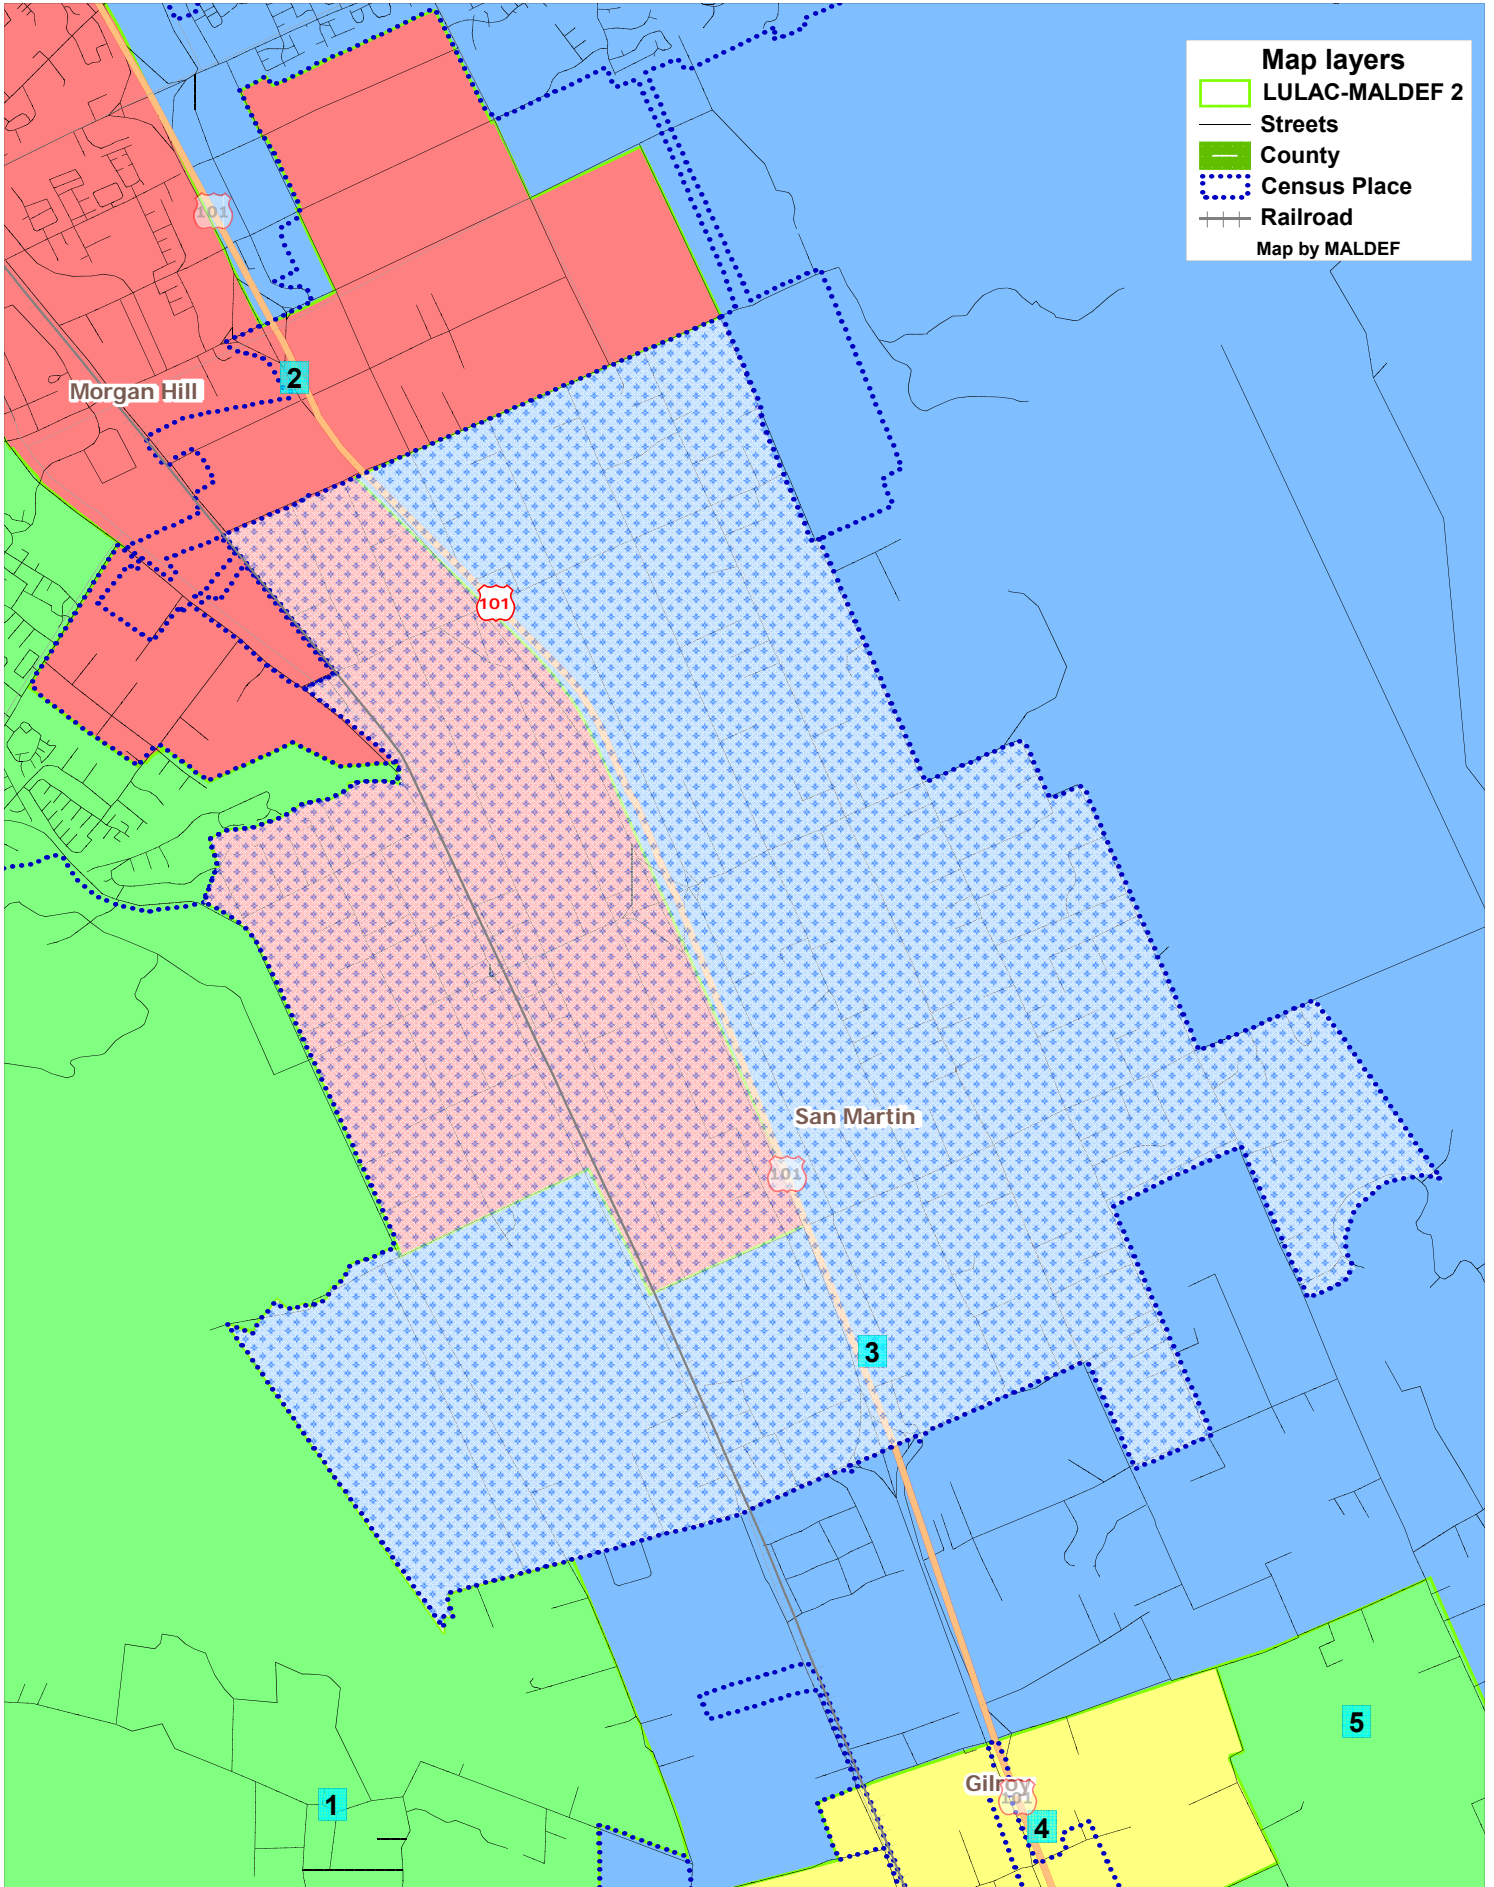 Map layers
LULAC-MALDEF 2
Streets
County
Census Place
Railroad
Map by MALDEF
101
2
Morgan Hill
101
San Martin
101
3
5
Gilroy
101
1
4